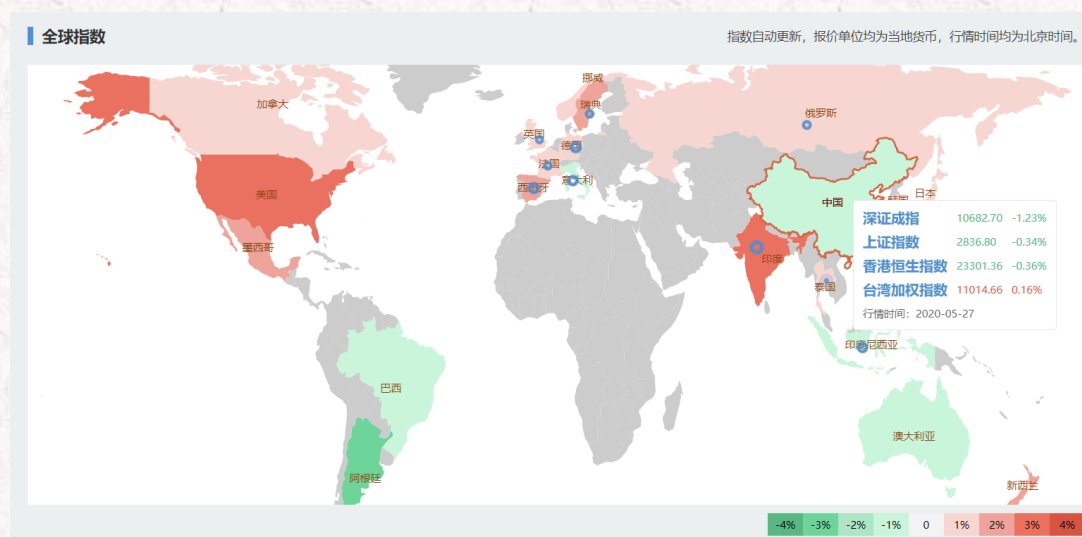 全球指数
指数自动更新，报价单位均为当地货币，行情时间均为北京时间。
挪威
加拿大
瑞典
俄罗斯
英国
德国
法国
意大利
西班牙
美国
日本
中国
墨西哥
印度
泰国
深证成指 10682.70 -1.23%
上证指数 2836.80 -0.34%
香港恒生指数 23301.36 -0.36%
台湾加权指数 11014.66 0.16%
行情时间：2020-05-27
印度尼西亚
巴西
澳大利亚
阿根廷
新西兰
-4% -3% -2% -1% 0 1% 2% 3% 4%